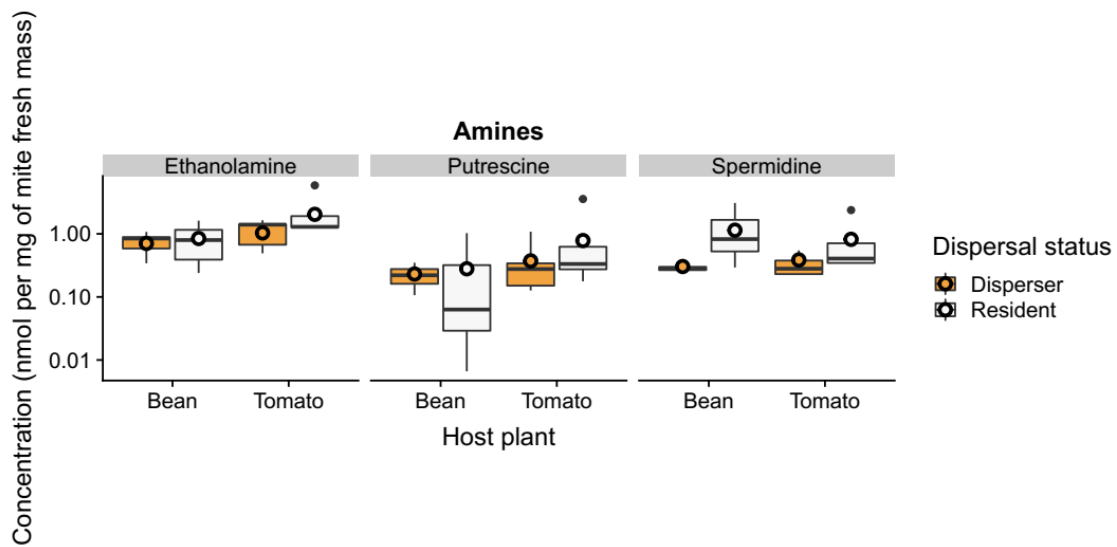 Amines
Ethanolamine
Putrescine
Spermidine
Concentration (nmol per mg of mite fresh mass)
1.00
0.10
0.01
Bean
Tomato
Bean
Tomato
Bean
Tomato
Host plant
Dispersal status
Disperser
Resident